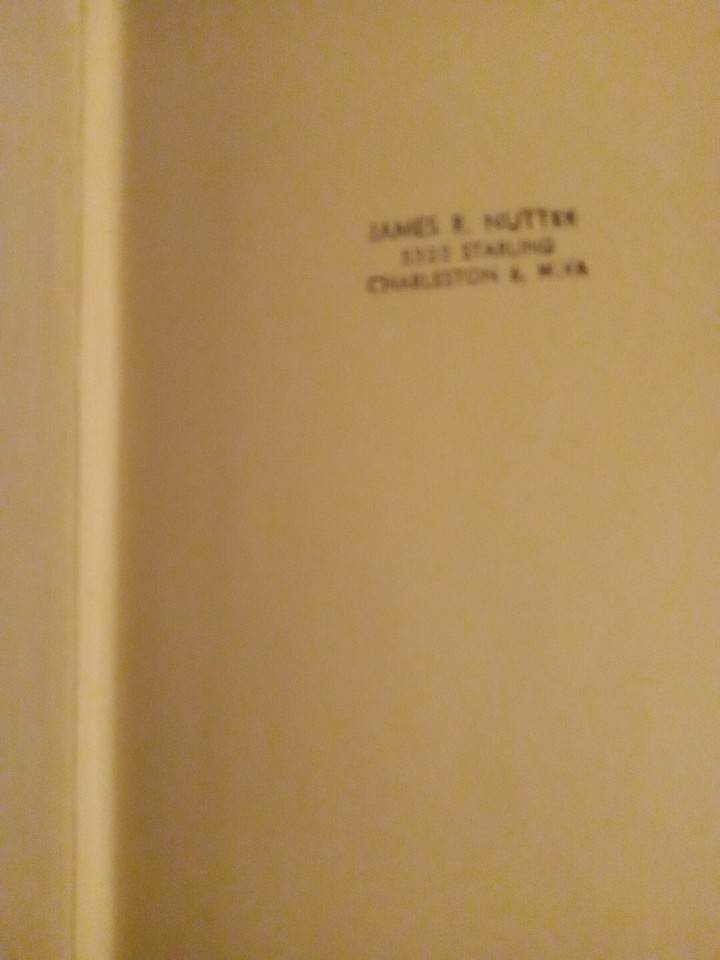 JAMES R. NUTTER
STARLING
CHARLESTON W.VA